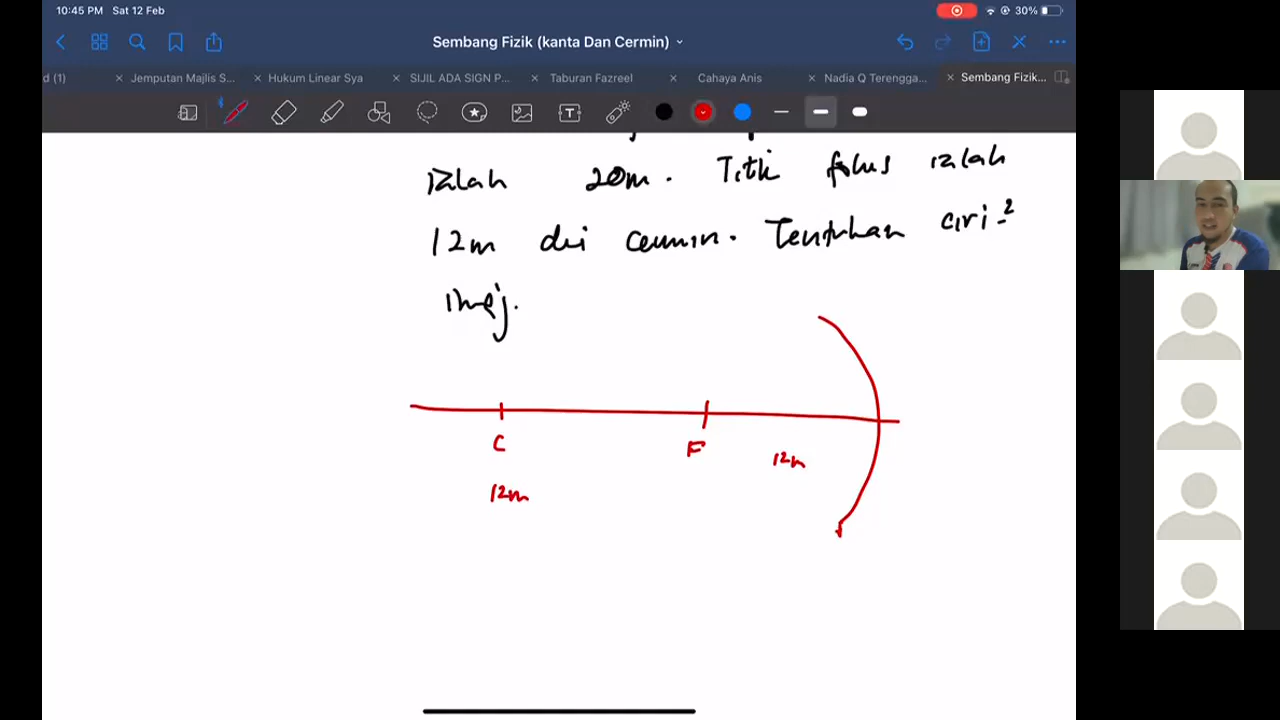 10:45 PM Sat 12 Feb
30%
Sembang Fizik (kanta Dan Cermin)
d (1)
Jemputan Majlis S...
Hukum Linear Sya
SIJIL ADA SIGN P...
Taburan Fazreel
Cahaya Anis
Nadia Q Terengga...
Sembang Fizik...
ialah 20m. Titik fokus ialah
12m dri cermin. Tentukan ciri-²
imej.
C
F
12m
12m